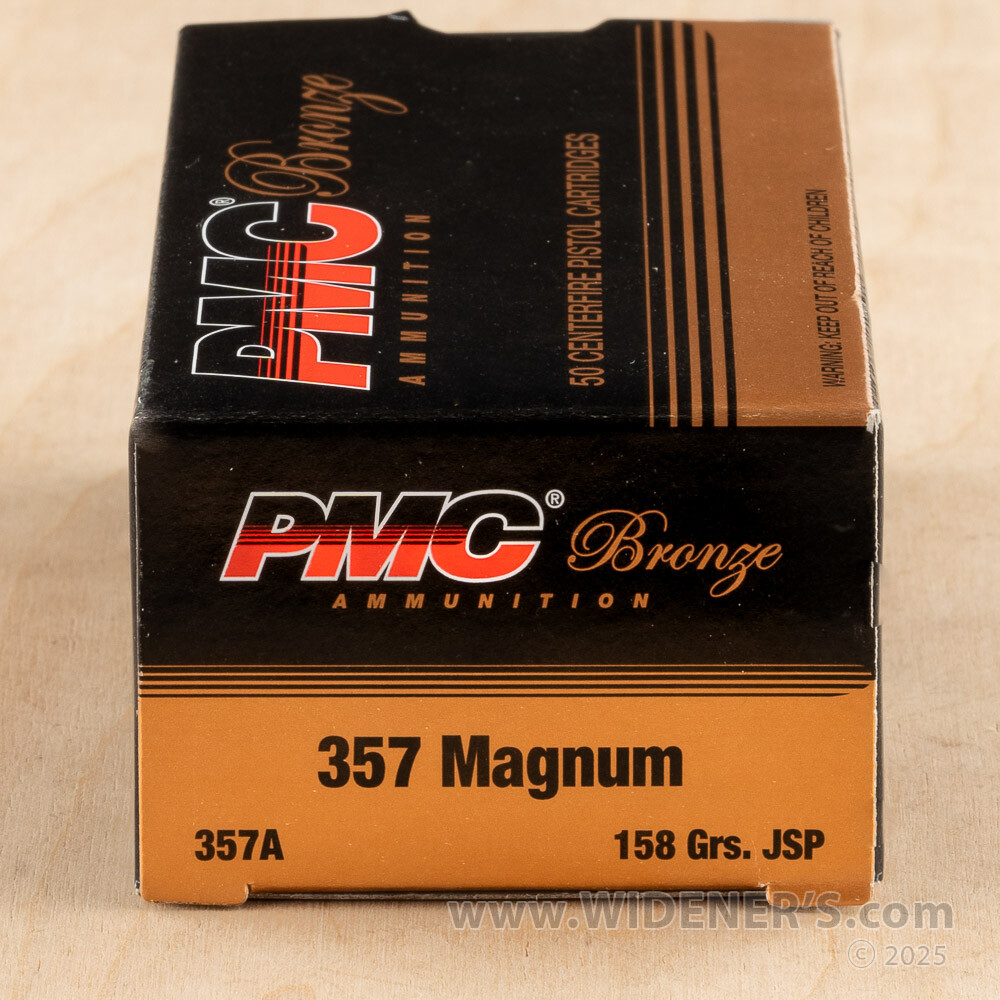 PMC® Bronze
AMMUNITION
50 CENTERFIRE PISTOL CARTRIDGES
WARNING: KEEP OUT OF REACH OF CHILDREN
PMC® Bronze
AMMUNITION
357 Magnum
357A 158 Grs. JSP
www.WIDENER'S.com
© 2025